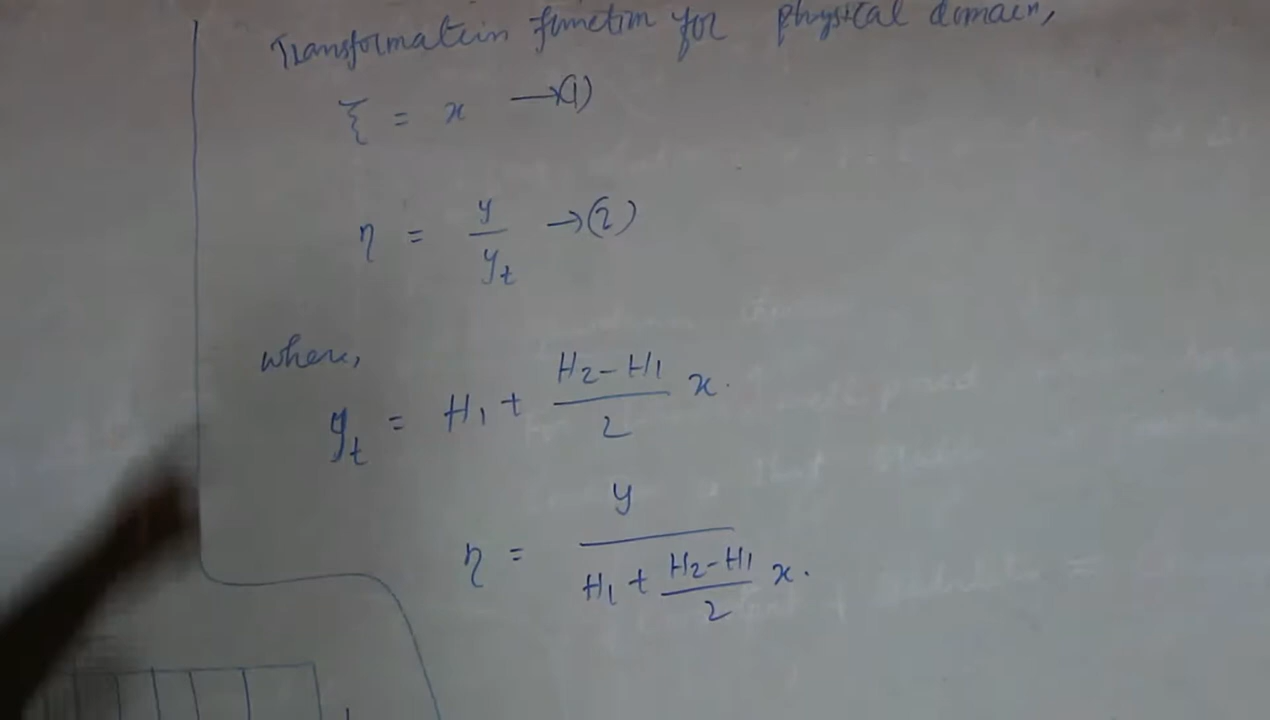 Transformation function for physical domain,
ξ = x →(1)
η = y / y_t →(2)
where,
y_t = H1 + (H2-H1)/2 x.
η = y / (H1 + (H2-H1)/2 x.)